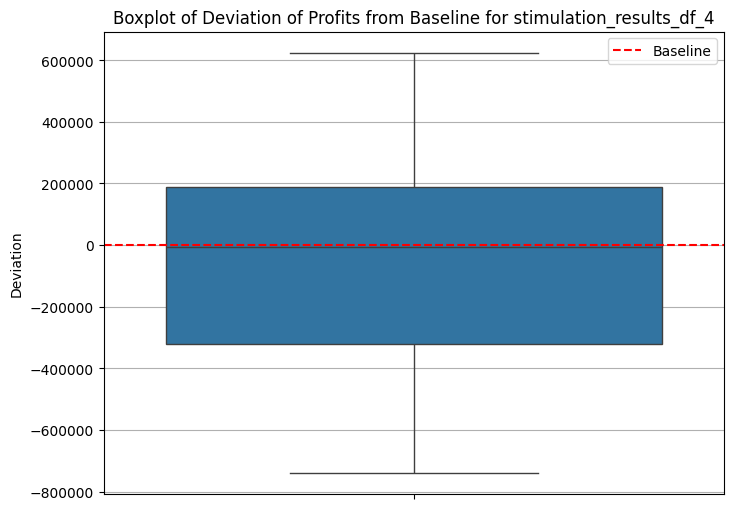 Boxplot of Deviation of Profits from Baseline for stimulation_results_df_4
Baseline
600000
400000
200000
0
−200000
−400000
−600000
−800000
Deviation